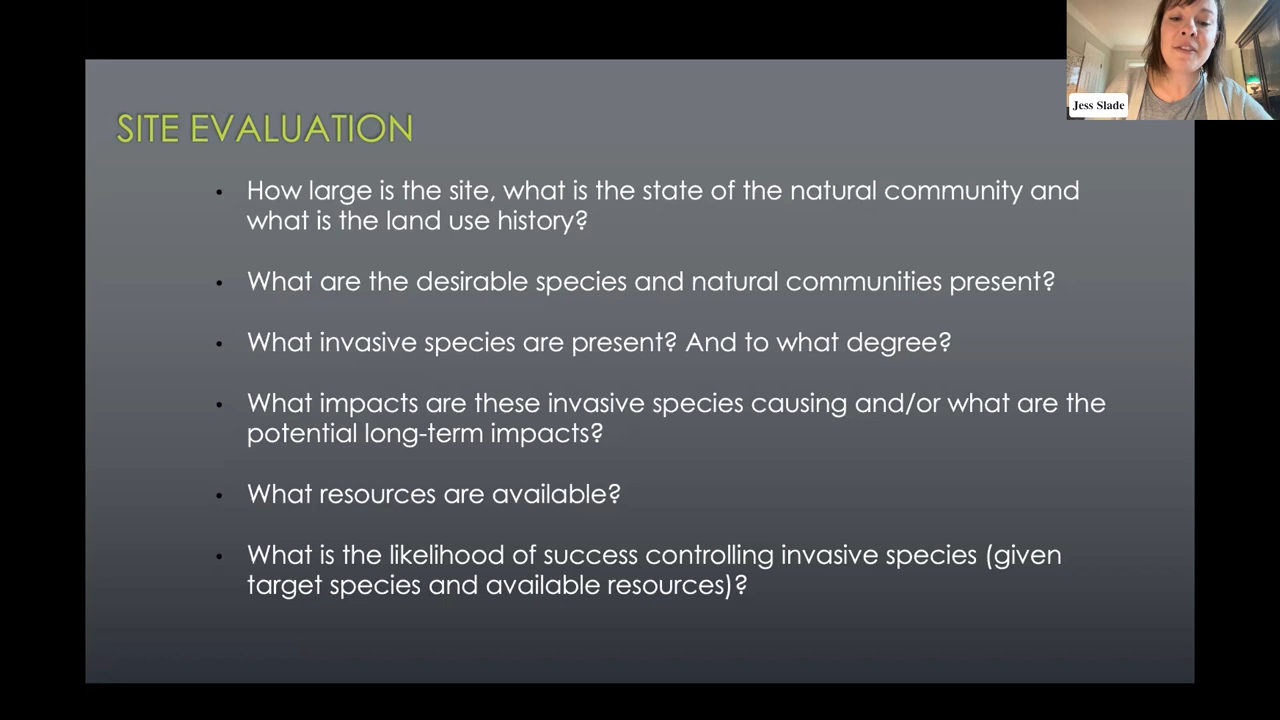 Jess Slade
SITE EVALUATION
• How large is the site, what is the state of the natural community and
what is the land use history?
• What are the desirable species and natural communities present?
• What invasive species are present? And to what degree?
• What impacts are these invasive species causing and/or what are the
potential long-term impacts?
• What resources are available?
• What is the likelihood of success controlling invasive species (given
target species and available resources)?